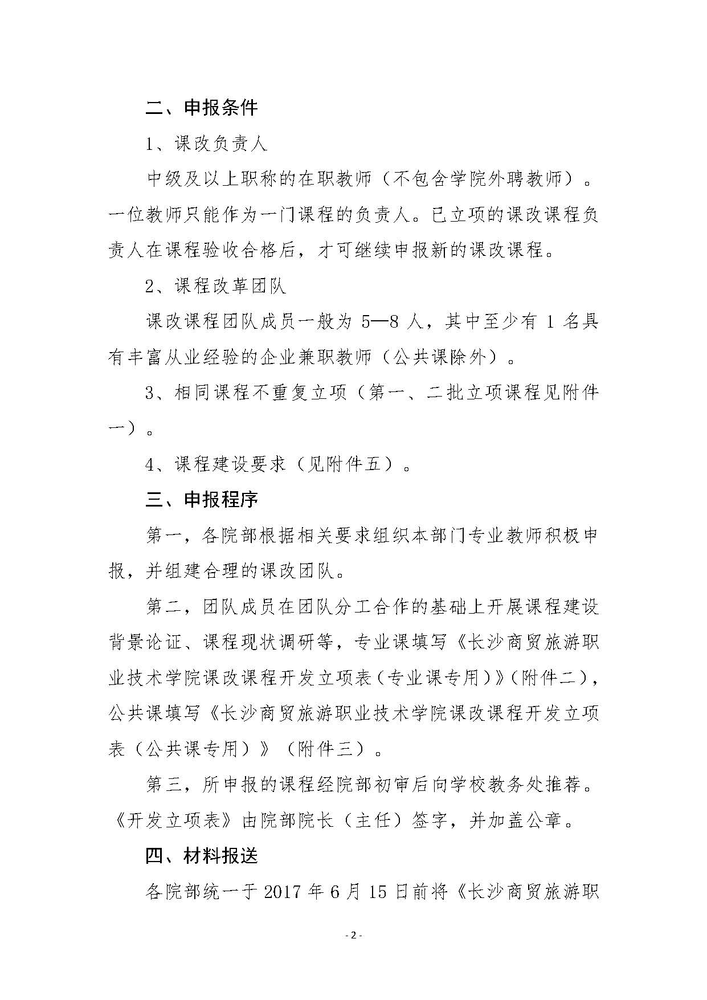 二、申报条件
1、课改负责人
中级及以上职称的在职教师（不包含学院外聘教师）。
一位教师只能作为一门课程的负责人。已立项的课改课程负
责人在课程验收合格后，才可继续申报新的课改课程。
2、课程改革团队
课改课程团队成员一般为 5—8 人，其中至少有 1 名具
有丰富从业经验的企业兼职教师（公共课除外）。
3、相同课程不重复立项（第一、二批立项课程见附件
一）。
4、课程建设要求（见附件五）。
三、申报程序
第一，各院部根据相关要求组织本部门专业教师积极申
报，并组建合理的课改团队。
第二，团队成员在团队分工合作的基础上开展课程建设
背景论证、课程现状调研等，专业课填写《长沙商贸旅游职
业技术学院课改课程开发立项表（专业课专用）》（附件二），
公共课填写《长沙商贸旅游职业技术学院课改课程开发立项
表（公共课专用）》（附件三）。
第三，所申报的课程经院部初审后向学校教务处推荐。
《开发立项表》由院部院长（主任）签字，并加盖公章。
四、材料报送
各院部统一于 2017 年 6 月 15 日前将《长沙商贸旅游职
- 2 -